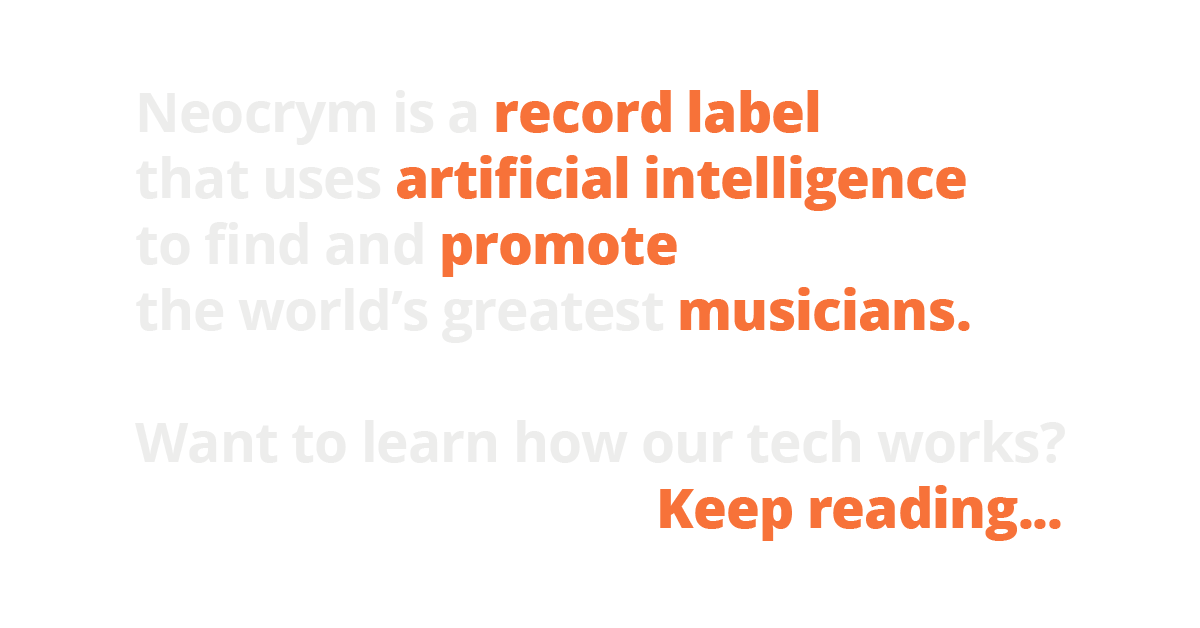 Neocrym is a record label
that uses artificial intelligence
to find and promote
the world’s greatest musicians.
Want to learn how our tech works?
Keep reading...